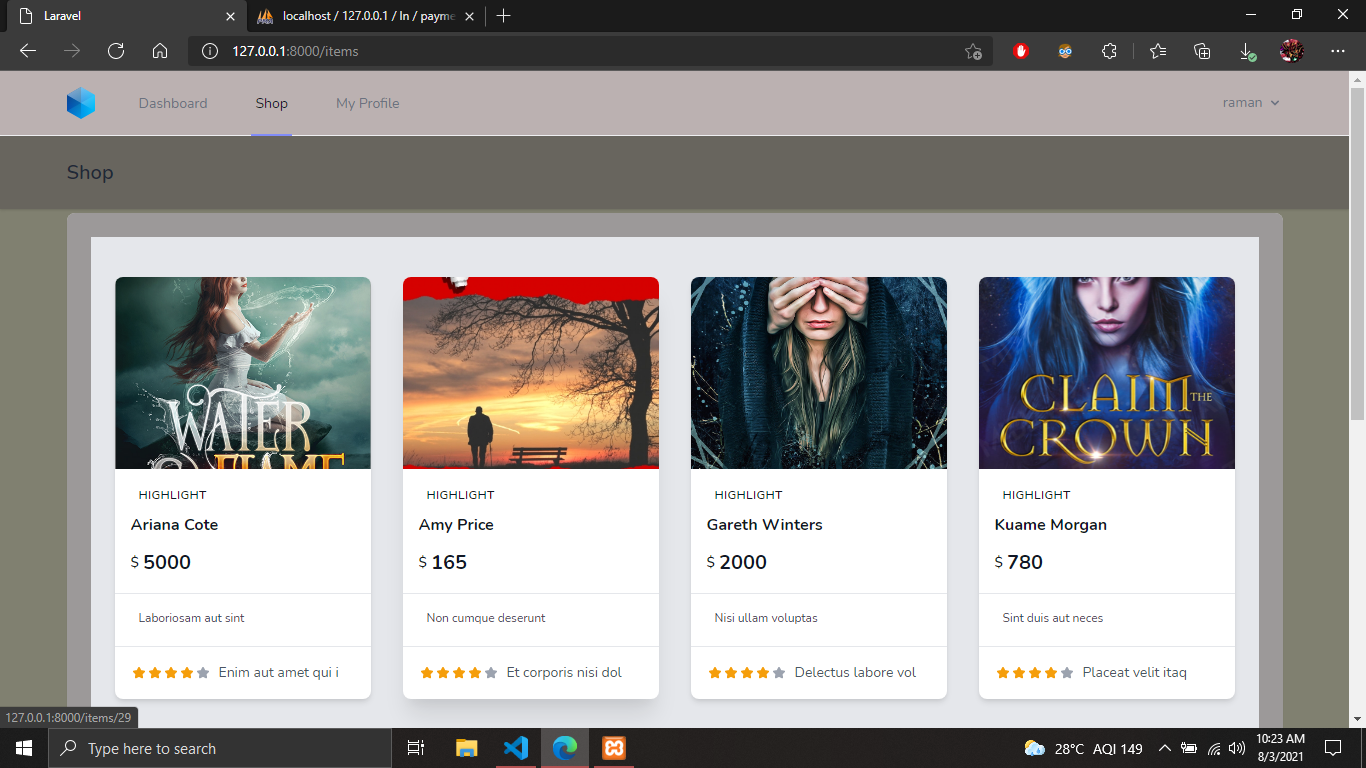 Laravel
localhost / 127.0.0.1 / ln / payme
127.0.0.1:8000/items
Dashboard
Shop
My Profile
raman
Shop
WATER
FLAME
CLAIM THE
CROWN
HIGHLIGHT
Ariana Cote
$ 5000
Laboriosam aut sint
Enim aut amet qui i
HIGHLIGHT
Amy Price
$ 165
Non cumque deserunt
Et corporis nisi dol
HIGHLIGHT
Gareth Winters
$ 2000
Nisi ullam voluptas
Delectus labore vol
HIGHLIGHT
Kuame Morgan
$ 780
Sint duis aut neces
Placeat velit itaq
127.0.0.1:8000/items/29
Type here to search
28°C AQI 149
10:23 AM
8/3/2021